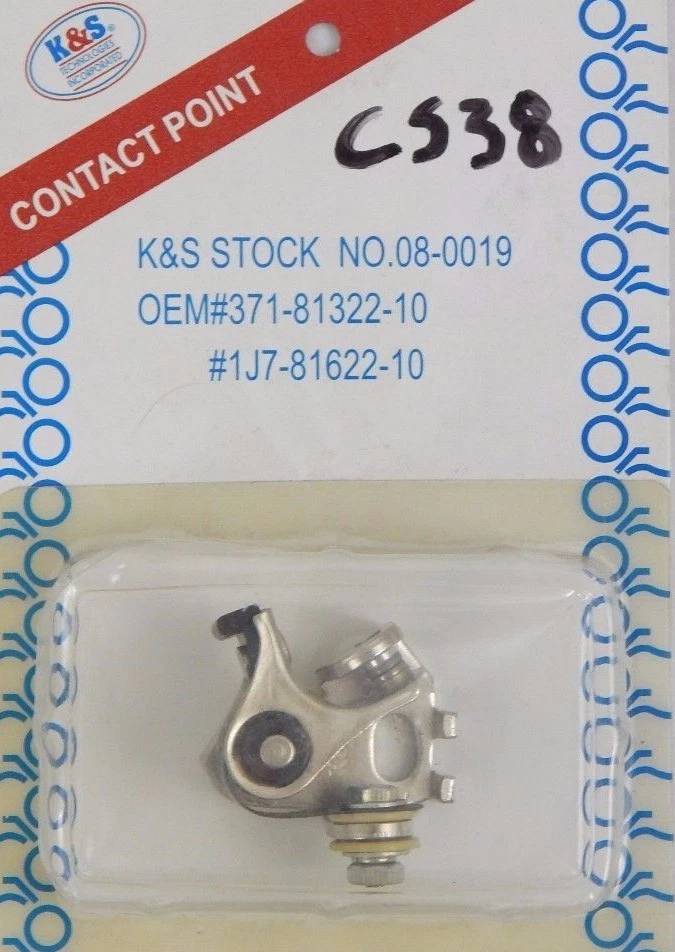 K&S
TECHNOLOGIES
INCORPORATED
CONTACT POINT
CS38
K&S STOCK NO.08-0019
OEM#371-81322-10
#1J7-81622-10